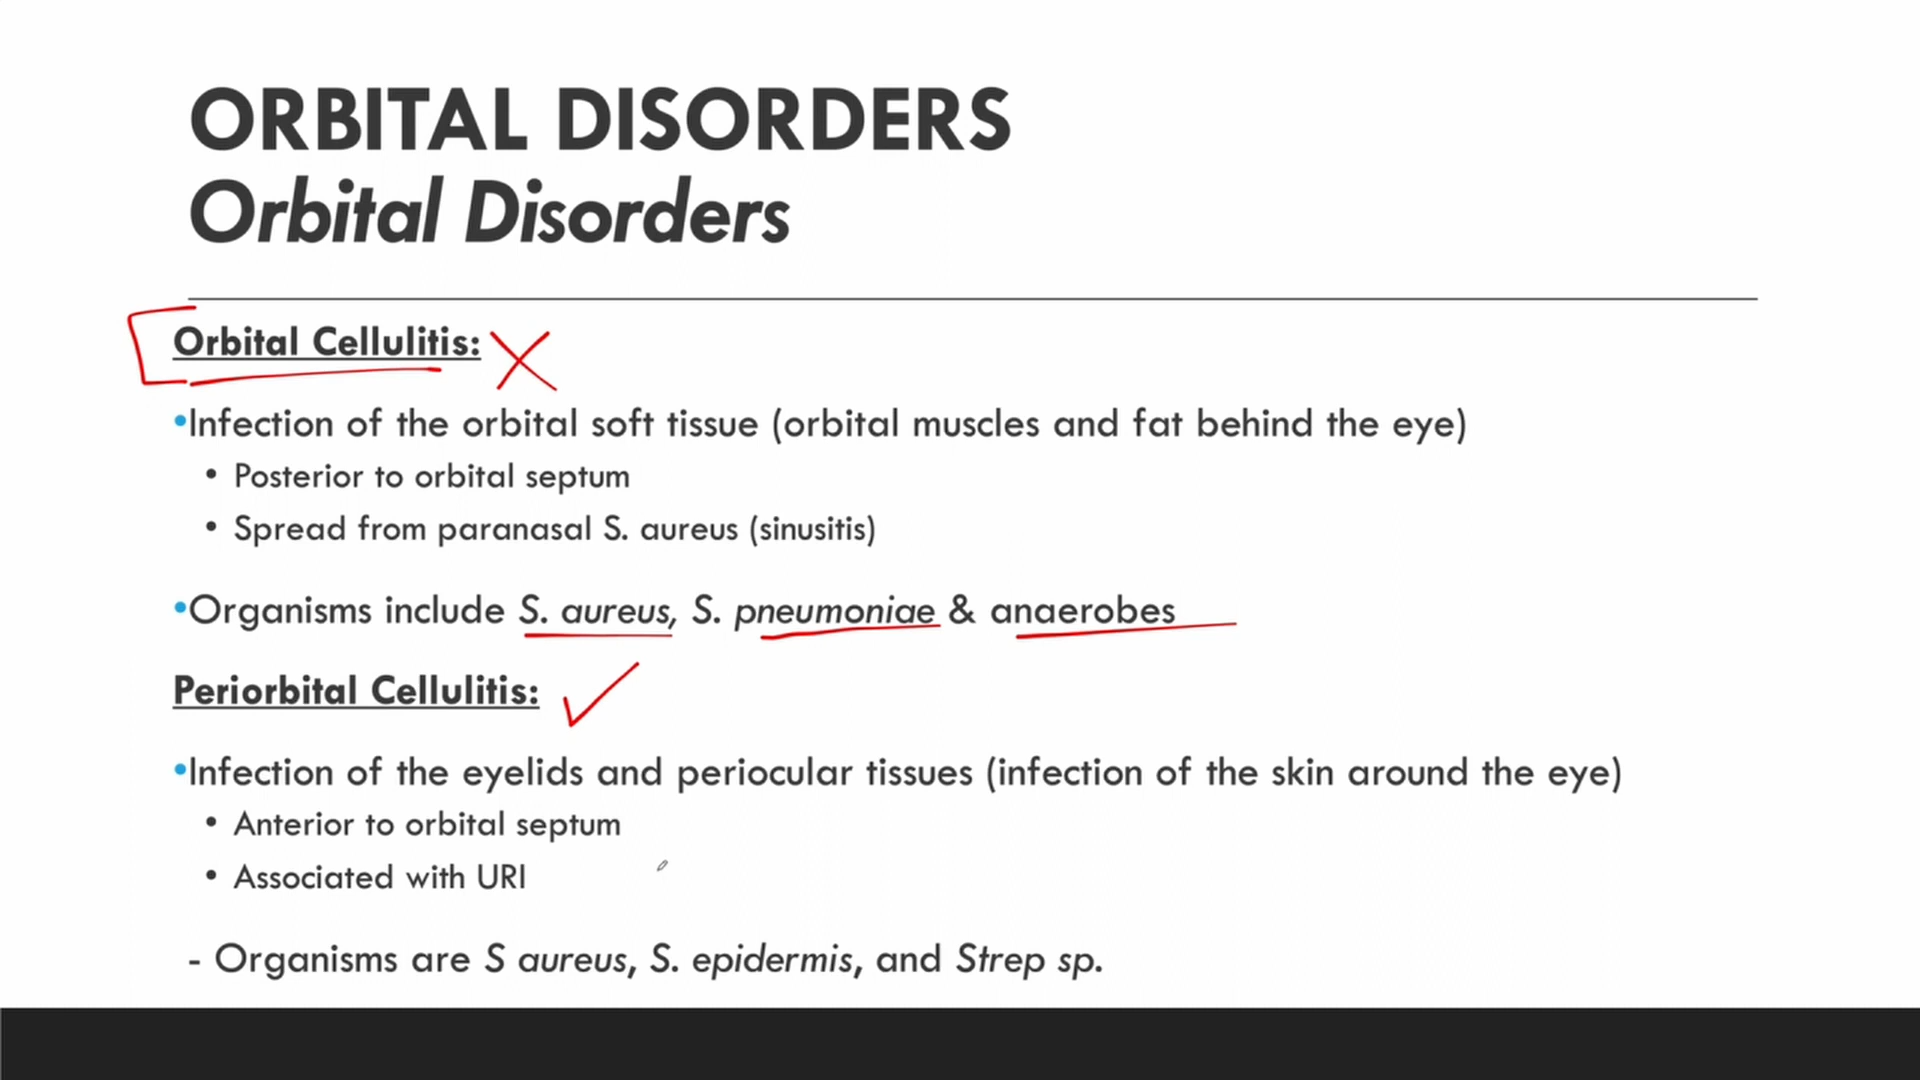 ORBITAL DISORDERS
Orbital Disorders
Orbital Cellulitis:
•Infection of the orbital soft tissue (orbital muscles and fat behind the eye)
• Posterior to orbital septum
• Spread from paranasal S. aureus (sinusitis)
•Organisms include S. aureus, S. pneumoniae & anaerobes
Periorbital Cellulitis:
•Infection of the eyelids and periocular tissues (infection of the skin around the eye)
• Anterior to orbital septum
• Associated with URI
- Organisms are S aureus, S. epidermis, and Strep sp.